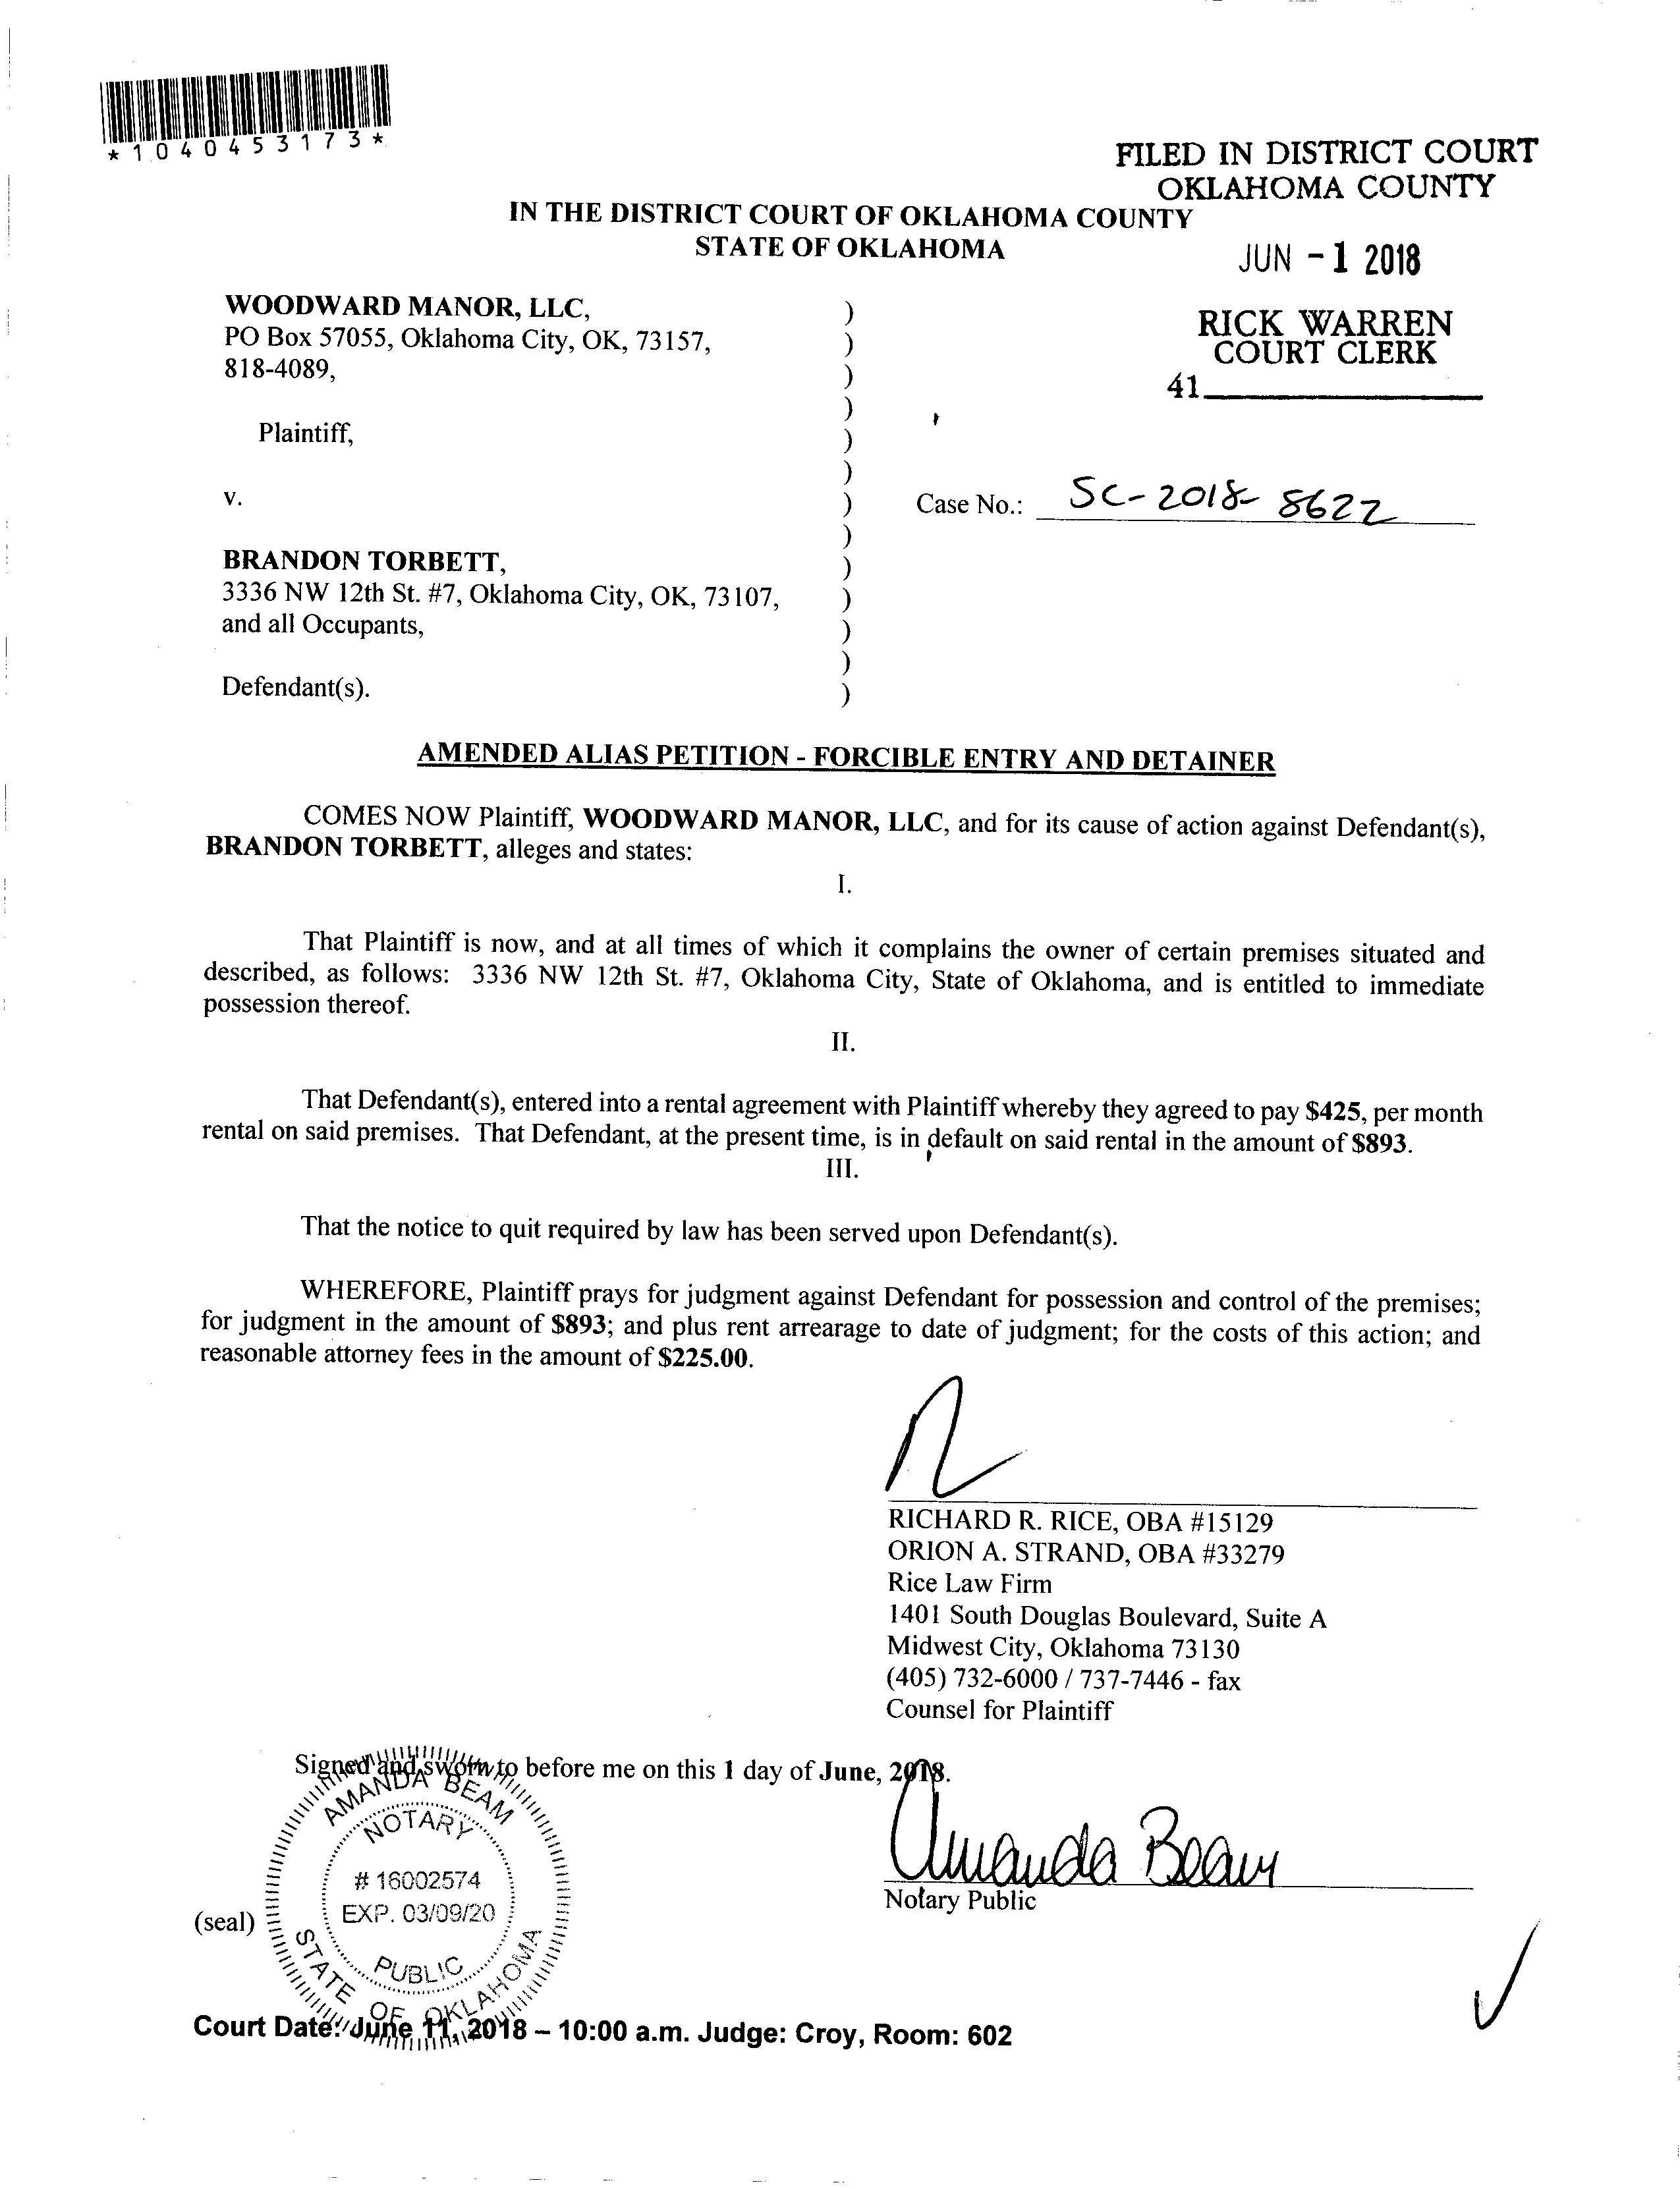 *1040453173*
FILED IN DISTRICT COURT
OKLAHOMA COUNTY
IN THE DISTRICT COURT OF OKLAHOMA COUNTY
STATE OF OKLAHOMA
JUN - 1 2018
RICK WARREN
COURT CLERK
41
WOODWARD MANOR, LLC, )
PO Box 57055, Oklahoma City, OK, 73157, )
818-4089, )
)
Plaintiff, )
)
v. ) Case No.: SC-2018-8622
)
BRANDON TORBETT, )
3336 NW 12th St. #7, Oklahoma City, OK, 73107, )
and all Occupants, )
)
Defendant(s). )
AMENDED ALIAS PETITION - FORCIBLE ENTRY AND DETAINER
COMES NOW Plaintiff, WOODWARD MANOR, LLC, and for its cause of action against Defendant(s),
BRANDON TORBETT, alleges and states:
I.
That Plaintiff is now, and at all times of which it complains the owner of certain premises situated and
described, as follows: 3336 NW 12th St. #7, Oklahoma City, State of Oklahoma, and is entitled to immediate
possession thereof.
II.
That Defendant(s), entered into a rental agreement with Plaintiff whereby they agreed to pay $425, per month
rental on said premises. That Defendant, at the present time, is in default on said rental in the amount of $893.
III.
That the notice to quit required by law has been served upon Defendant(s).
WHEREFORE, Plaintiff prays for judgment against Defendant for possession and control of the premises;
for judgment in the amount of $893; and plus rent arrearage to date of judgment; for the costs of this action; and
reasonable attorney fees in the amount of $225.00.
RICHARD R. RICE, OBA #15129
ORION A. STRAND, OBA #33279
Rice Law Firm
1401 South Douglas Boulevard, Suite A
Midwest City, Oklahoma 73130
(405) 732-6000 / 737-7446 - fax
Counsel for Plaintiff
Signed and sworn to before me on this 1 day of June, 2018.
AMANDA BEAM
NOTARY
# 16002574
EXP. 03/09/20
PUBLIC
STATE OF OKLAHOMA
Amanda Beam
Notary Public
(seal)
Court Date: June 11, 2018 – 10:00 a.m. Judge: Croy, Room: 602